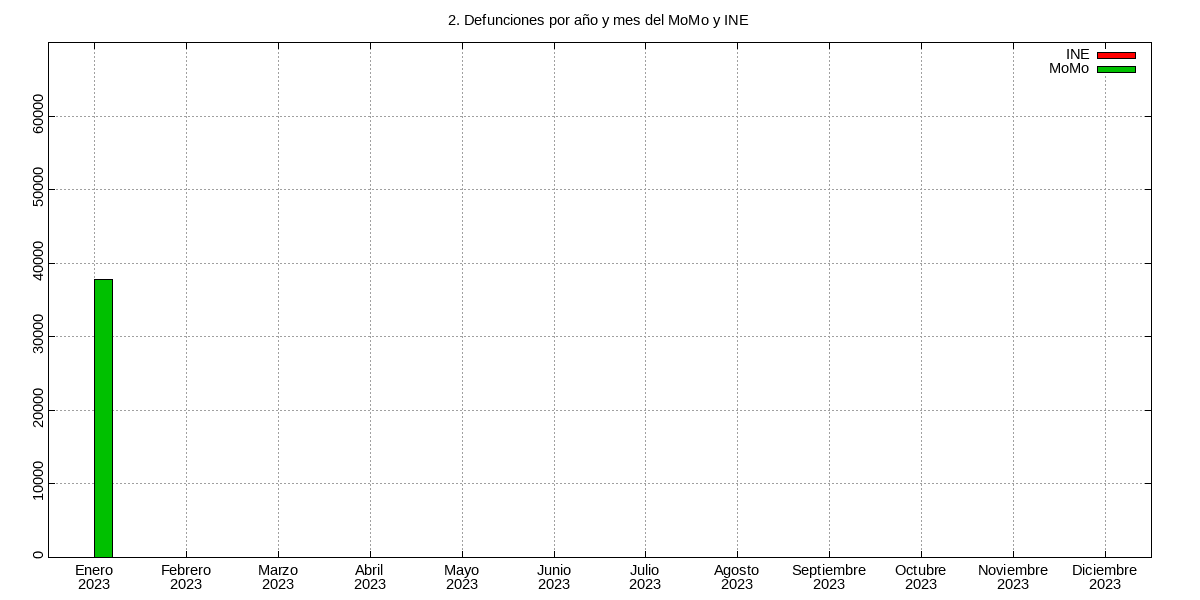 2. Defunciones por año y mes del MoMo y INE
INE
MoMo
60000
50000
40000
30000
20000
10000
0
Enero Febrero Marzo Abril Mayo Junio Julio Agosto Septiembre Octubre Noviembre Diciembre
2023 2023 2023 2023 2023 2023 2023 2023 2023 2023 2023 2023